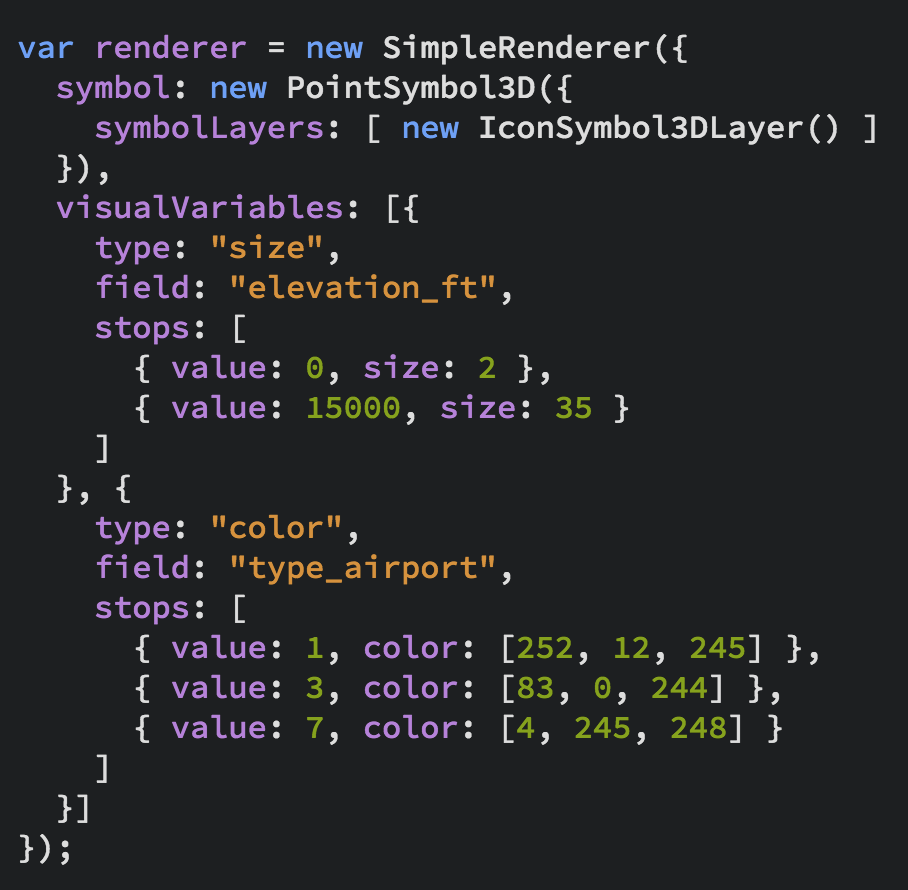 var renderer = new SimpleRenderer({
  symbol: new PointSymbol3D({
    symbolLayers: [ new IconSymbol3DLayer() ]
  }),
  visualVariables: [{
    type: "size",
    field: "elevation_ft",
    stops: [
      { value: 0, size: 2 },
      { value: 15000, size: 35 }
    ]
  }, {
    type: "color",
    field: "type_airport",
    stops: [
      { value: 1, color: [252, 12, 245] },
      { value: 3, color: [83, 0, 244] },
      { value: 7, color: [4, 245, 248] }
    ]
  }]
});